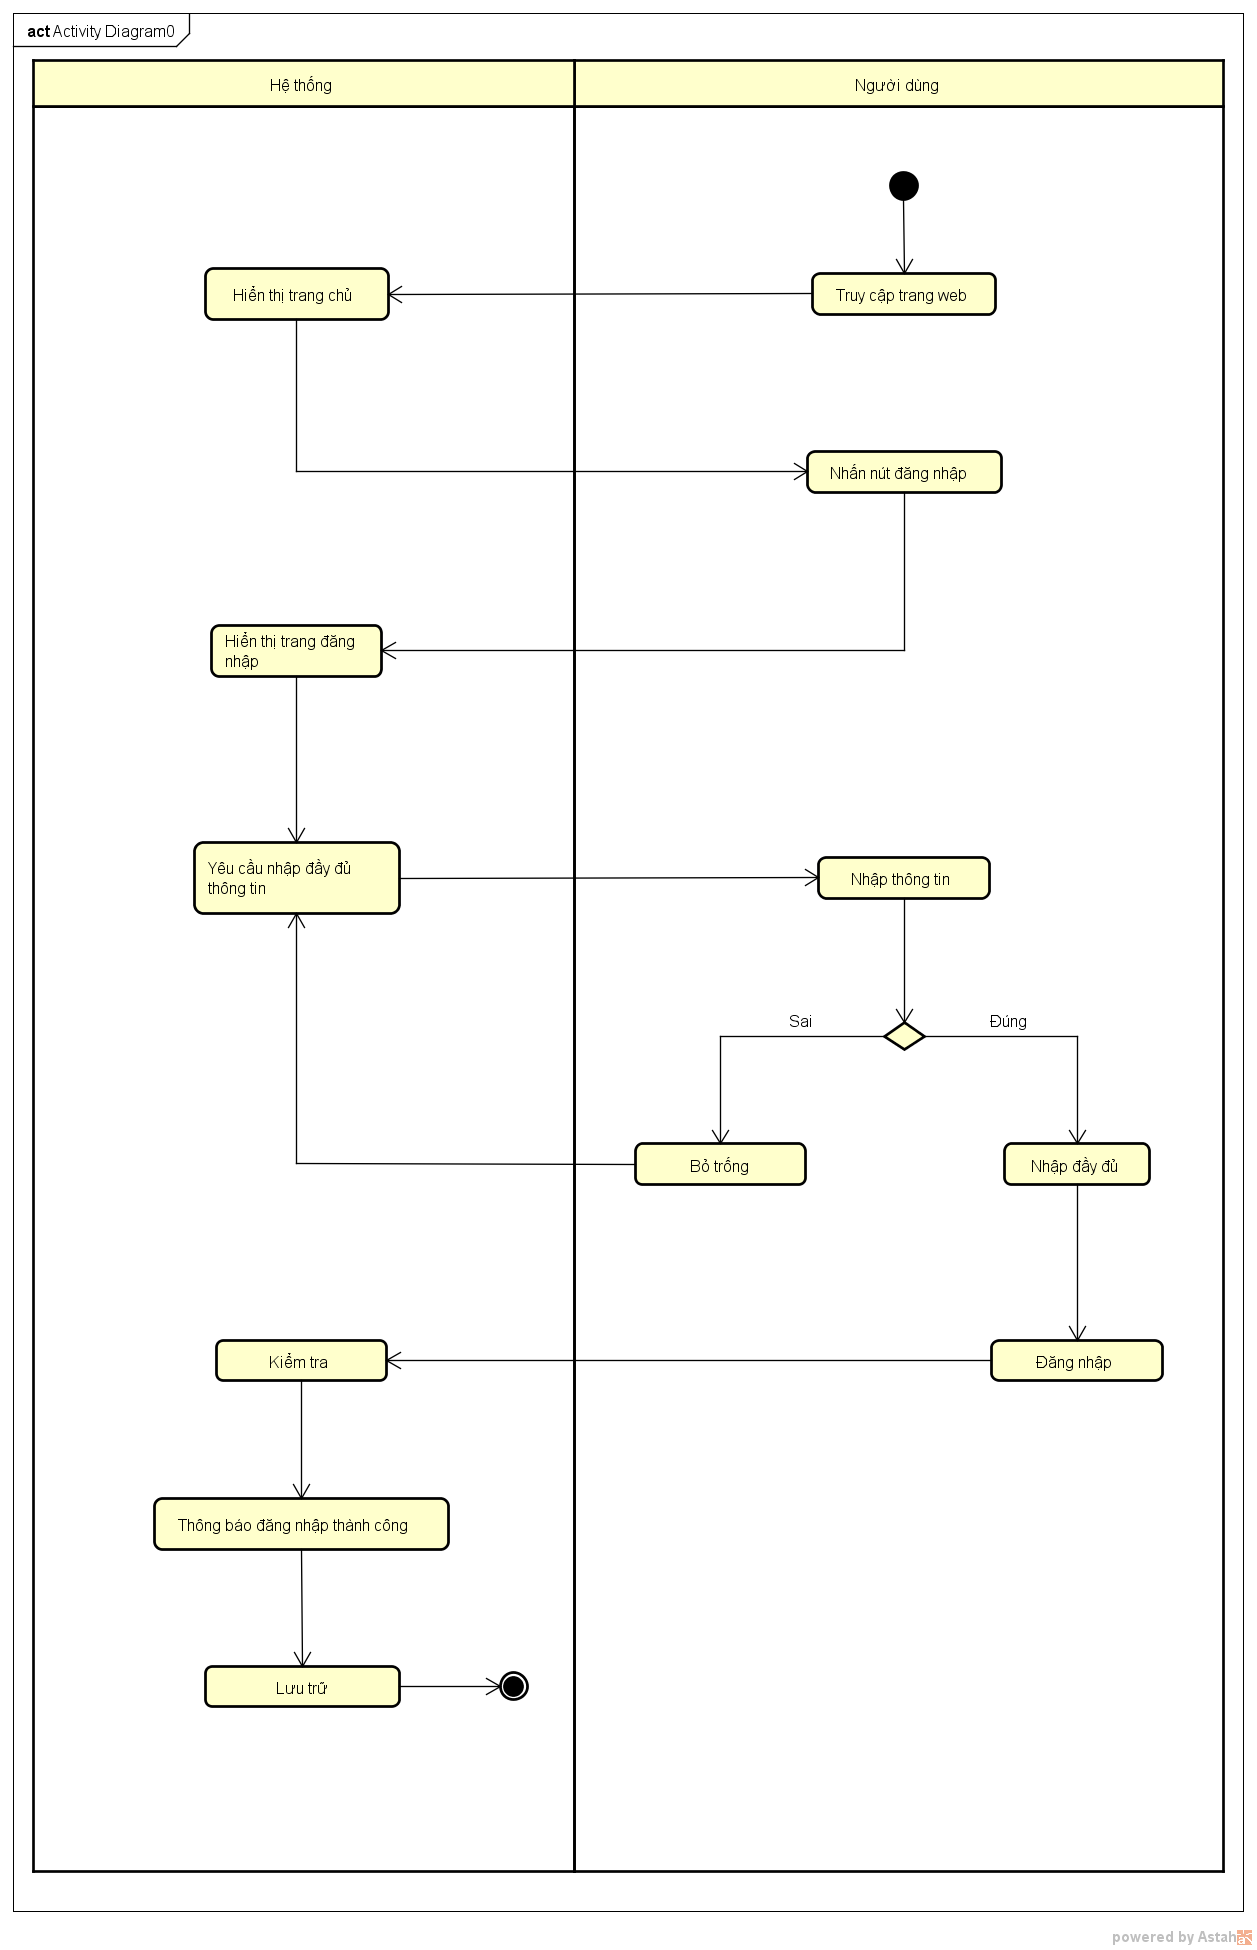 act Activity Diagram0
Hệ thống
Người dùng
Hiển thị trang chủ
Truy cập trang web
Nhấn nút đăng nhập
Hiển thị trang đăng
nhập
Yêu cầu nhập đầy đủ
thông tin
Nhập thông tin
Sai
Đúng
Bỏ trống
Nhập đầy đủ
Kiểm tra
Đăng nhập
Thông báo đăng nhập thành công
Lưu trữ
powered by Astah